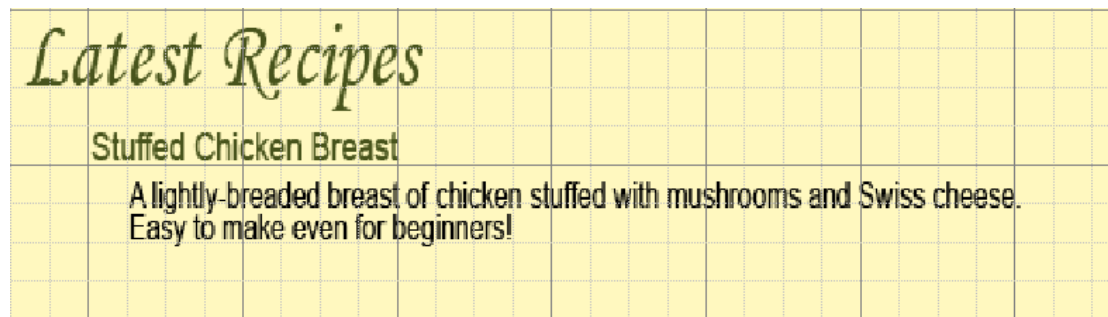 Latest Recipes
Stuffed Chicken Breast
A lightly-breaded breast of chicken stuffed with mushrooms and Swiss cheese.
Easy to make even for beginners!